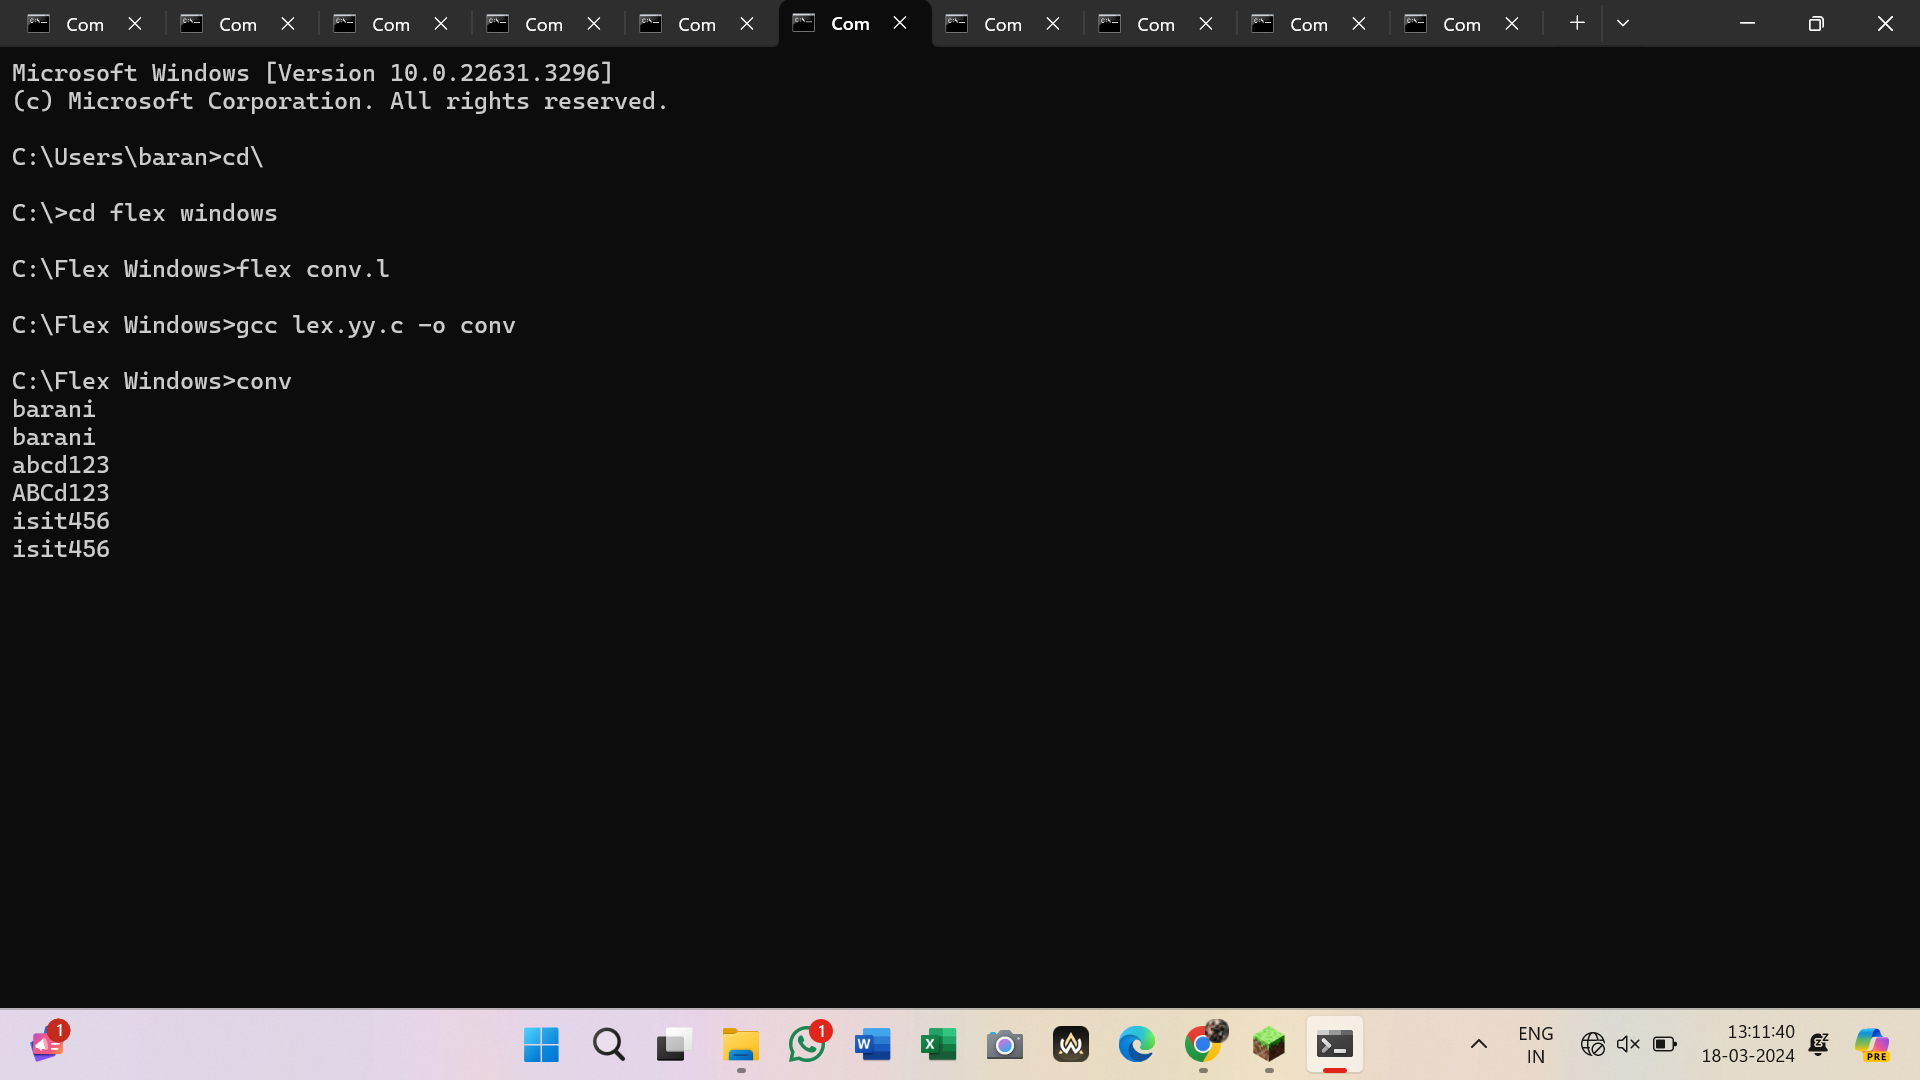 Com Com Com Com Com Com Com Com Com Com
Microsoft Windows [Version 10.0.22631.3296]
(c) Microsoft Corporation. All rights reserved.
C:\Users\baran>cd\
C:\>cd flex windows
C:\Flex Windows>flex conv.l
C:\Flex Windows>gcc lex.yy.c -o conv
C:\Flex Windows>conv
barani
barani
abcd123
ABCd123
isit456
isit456
1
1
W
X
ENG
IN
13:11:40
18-03-2024
PRE